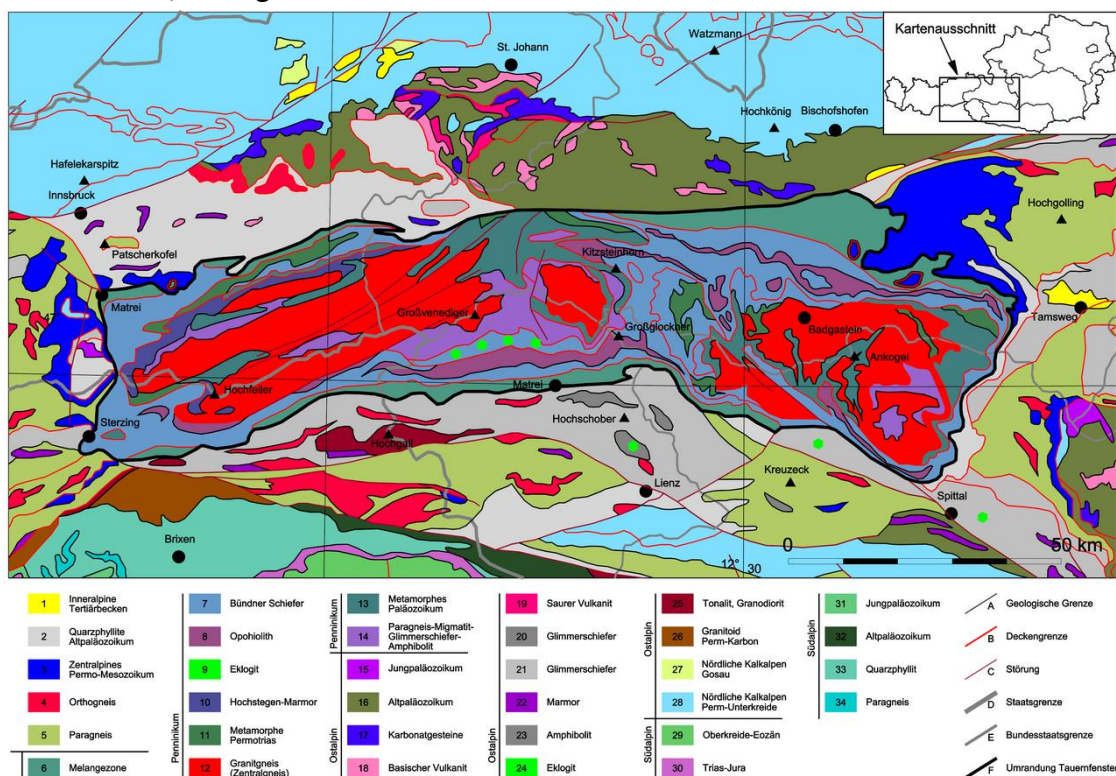 Kartenausschnitt
St. Johann
Watzmann
Hochkönig
Bischofshofen
Hafelekarspitz
Innsbruck
Patscherkofel
Hochgolling
Kitzsteinhorn
47
Matrei
Tamsweg
Großvenediger
Großglockner
Badgastein
Ankogel
Hochfeiler
Matrei
Sterzing
Hochgall
Hochschober
Kreuzeck
Lienz
Spittal
Brixen
12° 30
0 50 km
1 Inneralpine Tertiärbecken
2 Quarzphyllite Altpaläozoikum
3 Zentralpines Permo-Mesozoikum
4 Orthogneis
5 Paragneis
6 Melangezone
Penninikum
7 Bündner Schiefer
8 Opohiolith
9 Eklogit
10 Hochstegen-Marmor
11 Metamorphe Permotrias
12 Granitgneis (Zentralgneis)
Penninikum
13 Metamorphes Paläozoikum
14 Paragneis-Migmatit-Glimmerschiefer-Amphibolit
Ostalpin
15 Jungpaläozoikum
16 Altpaläozoikum
17 Karbonatgesteine
18 Basischer Vulkanit
Ostalpin
19 Saurer Vulkanit
20 Glimmerschiefer
21 Glimmerschiefer
22 Marmor
23 Amphibolit
24 Eklogit
Ostalpin
25 Tonalit, Granodiorit
26 Granitoid Perm-Karbon
27 Nördliche Kalkalpen Gosau
28 Nördliche Kalkalpen Perm-Unterkreide
Südalpin
29 Oberkreide-Eozän
30 Trias-Jura
Südalpin
31 Jungpaläozoikum
32 Altpaläozoikum
33 Quarzphyllit
34 Paragneis
A Geologische Grenze
B Deckengrenze
C Störung
D Staatsgrenze
E Bundesstaatsgrenze
F Umrandung Tauernfenster